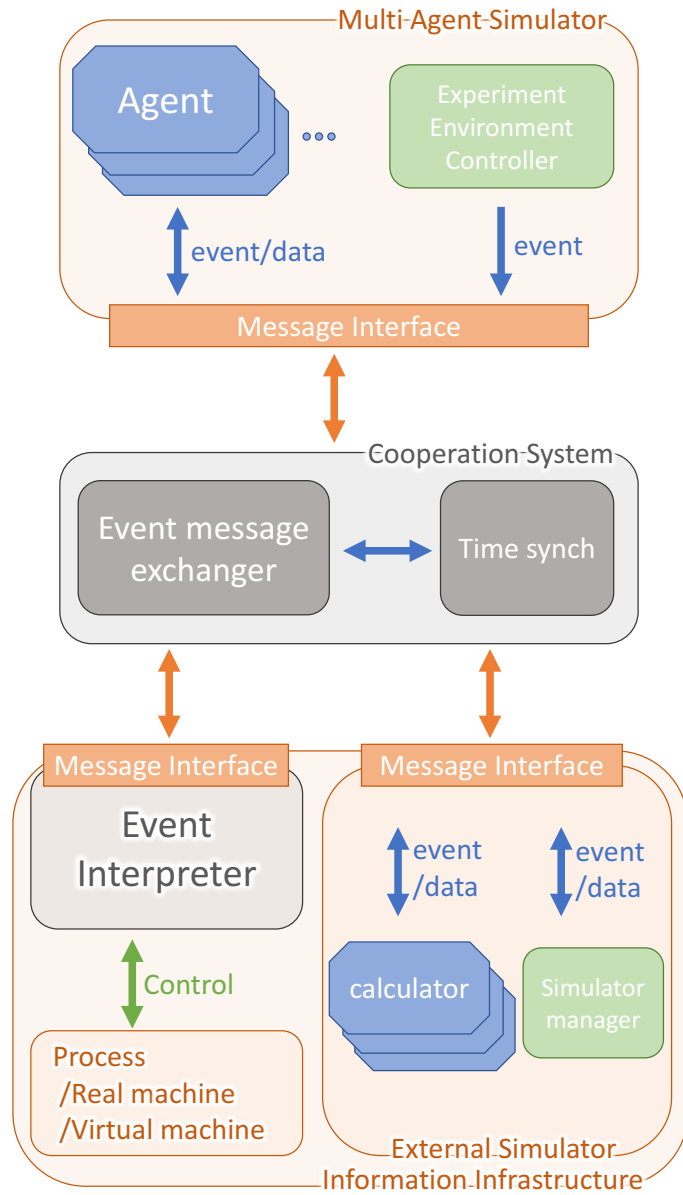 Multi Agent Simulator
Agent
Experiment
Environment
Controller
event/data
event
Message Interface
Cooperation System
Event message
exchanger
Time synch
Message Interface
Message Interface
Event
Interpreter
event
/data
event
/data
Control
calculator
Simulator
manager
Process
/Real machine
/Virtual machine
External Simulator
Information Infrastructure